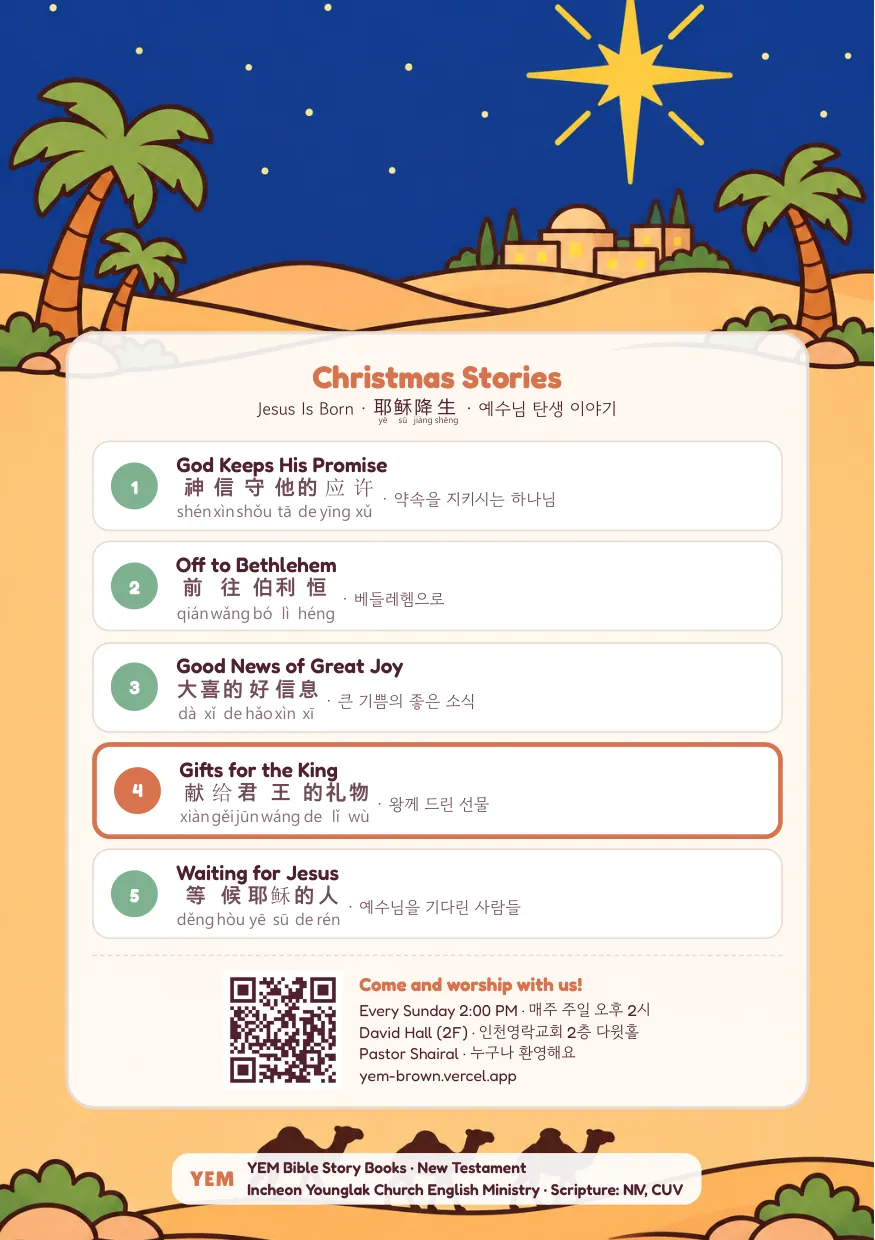 Christmas Stories
Jesus Is Born · 耶稣降生 · 예수님 탄생 이야기
yē sū jiàng shēng
1
God Keeps His Promise
神信守他的应许 · 약속을 지키시는 하나님
shén xìn shǒu tā de yīng xǔ
2
Off to Bethlehem
前往伯利恒 · 베들레헴으로
qián wǎng bó lì héng
3
Good News of Great Joy
大喜的好信息 · 큰 기쁨의 좋은 소식
dà xǐ de hǎo xìn xī
4
Gifts for the King
献给君王的礼物 · 왕께 드린 선물
xiàn gěi jūn wáng de lǐ wù
5
Waiting for Jesus
等候耶稣的人 · 예수님을 기다린 사람들
děng hòu yē sū de rén
Come and worship with us!
Every Sunday 2:00 PM · 매주 주일 오후 2시
David Hall (2F) · 인천영락교회 2층 다윗홀
Pastor Shairal · 누구나 환영해요
yem-brown.vercel.app
YEM
YEM Bible Story Books · New Testament
Incheon Younglak Church English Ministry · Scripture: NIV, CUV